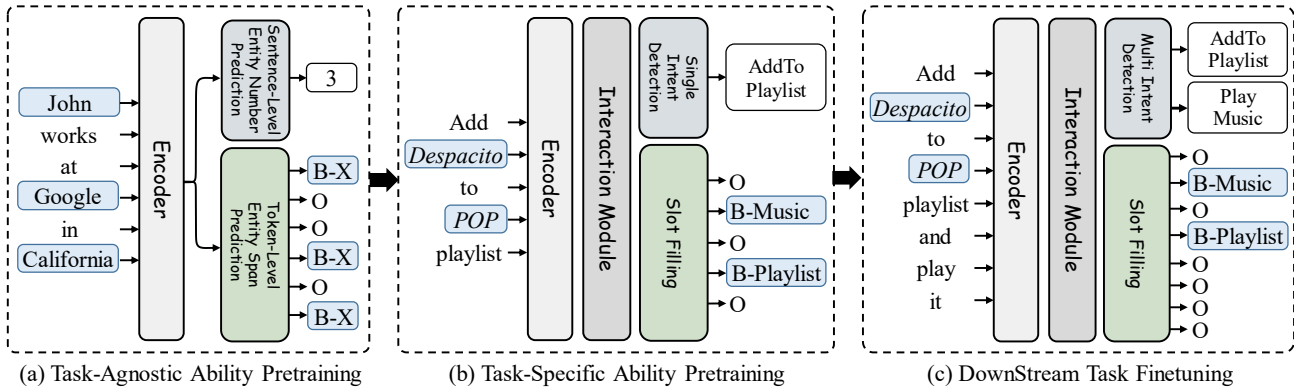 John
works
at
Google
in
California
Encoder
Sentence-Level
Entity Number
Prediction
3
Token-Level
Entity Span
Prediction
B-X
O
O
B-X
O
B-X
(a) Task-Agnostic Ability Pretraining
Add
Despacito
to
POP
playlist
Encoder
Interaction Module
Single
Intent
Detection
AddTo
Playlist
Slot Filling
O
B-Music
O
B-Playlist
O
(b) Task-Specific Ability Pretraining
Add
Despacito
to
POP
playlist
and
play
it
Encoder
Interaction Module
Multi Intent
Detection
AddTo
Playlist
Play
Music
Slot Filling
O
B-Music
O
B-Playlist
O
O
O
O
(c) DownStream Task Finetuning